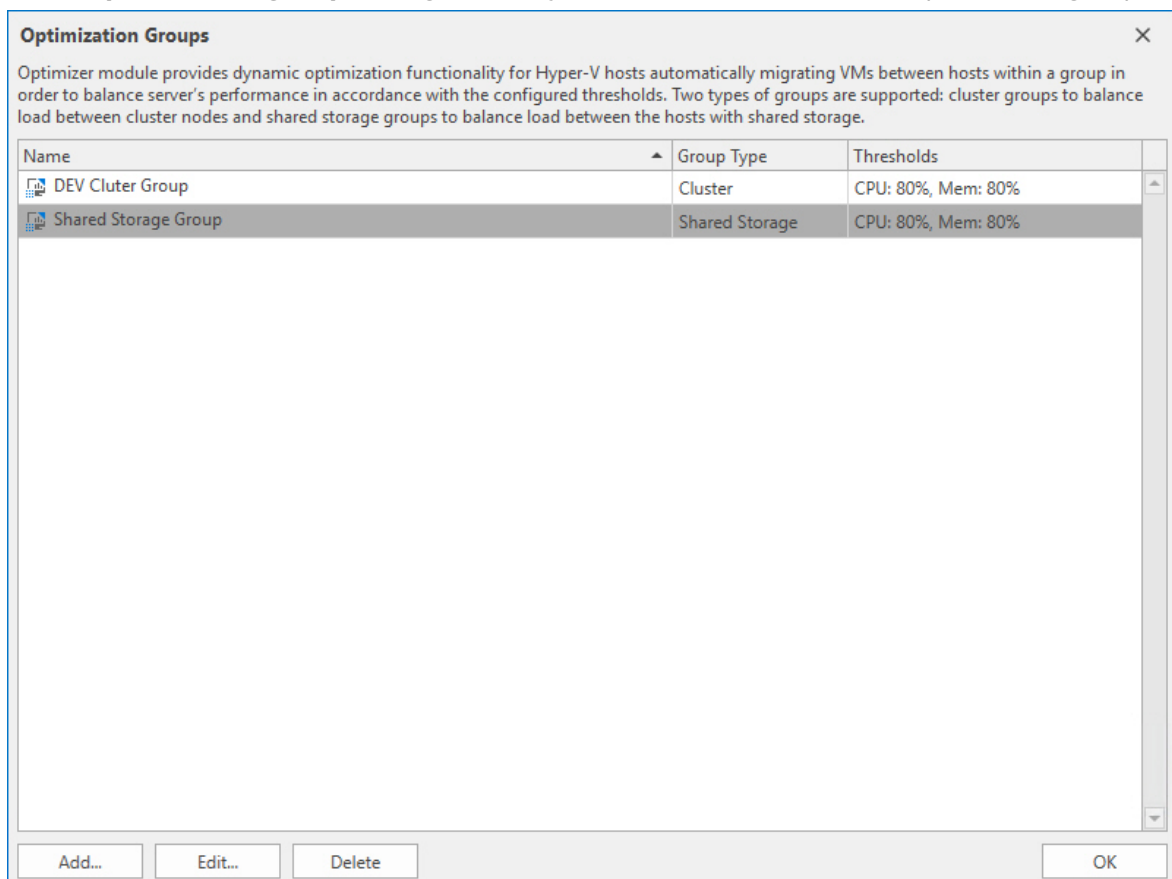 Optimization Groups
Optimizer module provides dynamic optimization functionality for Hyper-V hosts automatically migrating VMs between hosts within a group in
order to balance server's performance in accordance with the configured thresholds. Two types of groups are supported: cluster groups to balance
load between cluster nodes and shared storage groups to balance load between the hosts with shared storage.
Name Group Type Thresholds
DEV Cluter Group Cluster CPU: 80%, Mem: 80%
Shared Storage Group Shared Storage CPU: 80%, Mem: 80%
Add... Edit... Delete OK